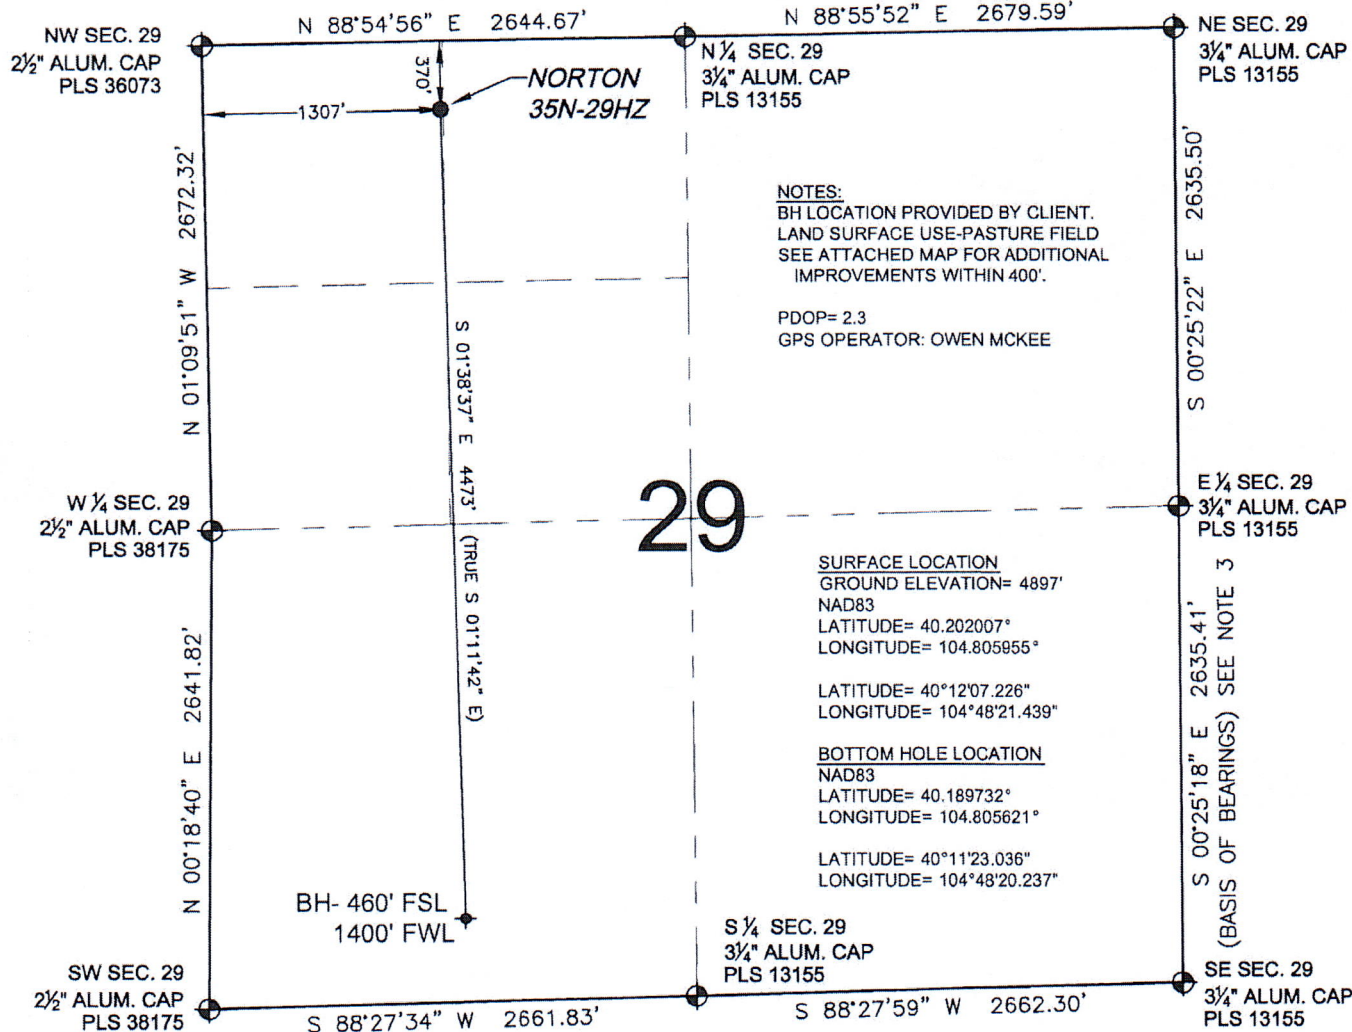 N 88°54'56" E 2644.67'
N 88°55'52" E 2679.59'
NW SEC. 29
2½" ALUM. CAP
PLS 36073
N ¼ SEC. 29
3¼" ALUM. CAP
PLS 13155
NE SEC. 29
3¼" ALUM. CAP
PLS 13155
370'
NORTON
35N-29HZ
1307'
N 01°09'51" W 2672.32'
NOTES:
BH LOCATION PROVIDED BY CLIENT.
LAND SURFACE USE-PASTURE FIELD
SEE ATTACHED MAP FOR ADDITIONAL
IMPROVEMENTS WITHIN 400'.
PDOP= 2.3
GPS OPERATOR: OWEN MCKEE
S 00°25'22" E 2635.50'
S 01°38'37" E 4473' (TRUE S 01°11'42" E)
W ¼ SEC. 29
2½" ALUM. CAP
PLS 38175
29
E ¼ SEC. 29
3¼" ALUM. CAP
PLS 13155
SURFACE LOCATION
GROUND ELEVATION= 4897'
NAD83
LATITUDE= 40.202007°
LONGITUDE= 104.805955°
LATITUDE= 40°12'07.226"
LONGITUDE= 104°48'21.439"
BOTTOM HOLE LOCATION
NAD83
LATITUDE= 40.189732°
LONGITUDE= 104.805621°
LATITUDE= 40°11'23.036"
LONGITUDE= 104°48'20.237"
N 00°18'40" E 2641.82'
S 00°25'18" E 2635.41'
(BASIS OF BEARINGS) SEE NOTE 3
BH- 460' FSL
1400' FWL
S ¼ SEC. 29
3¼" ALUM. CAP
PLS 13155
SW SEC. 29
2½" ALUM. CAP
PLS 38175
SE SEC. 29
3¼" ALUM. CAP
PLS 13155
S 88°27'34" W 2661.83'
S 88°27'59" W 2662.30'